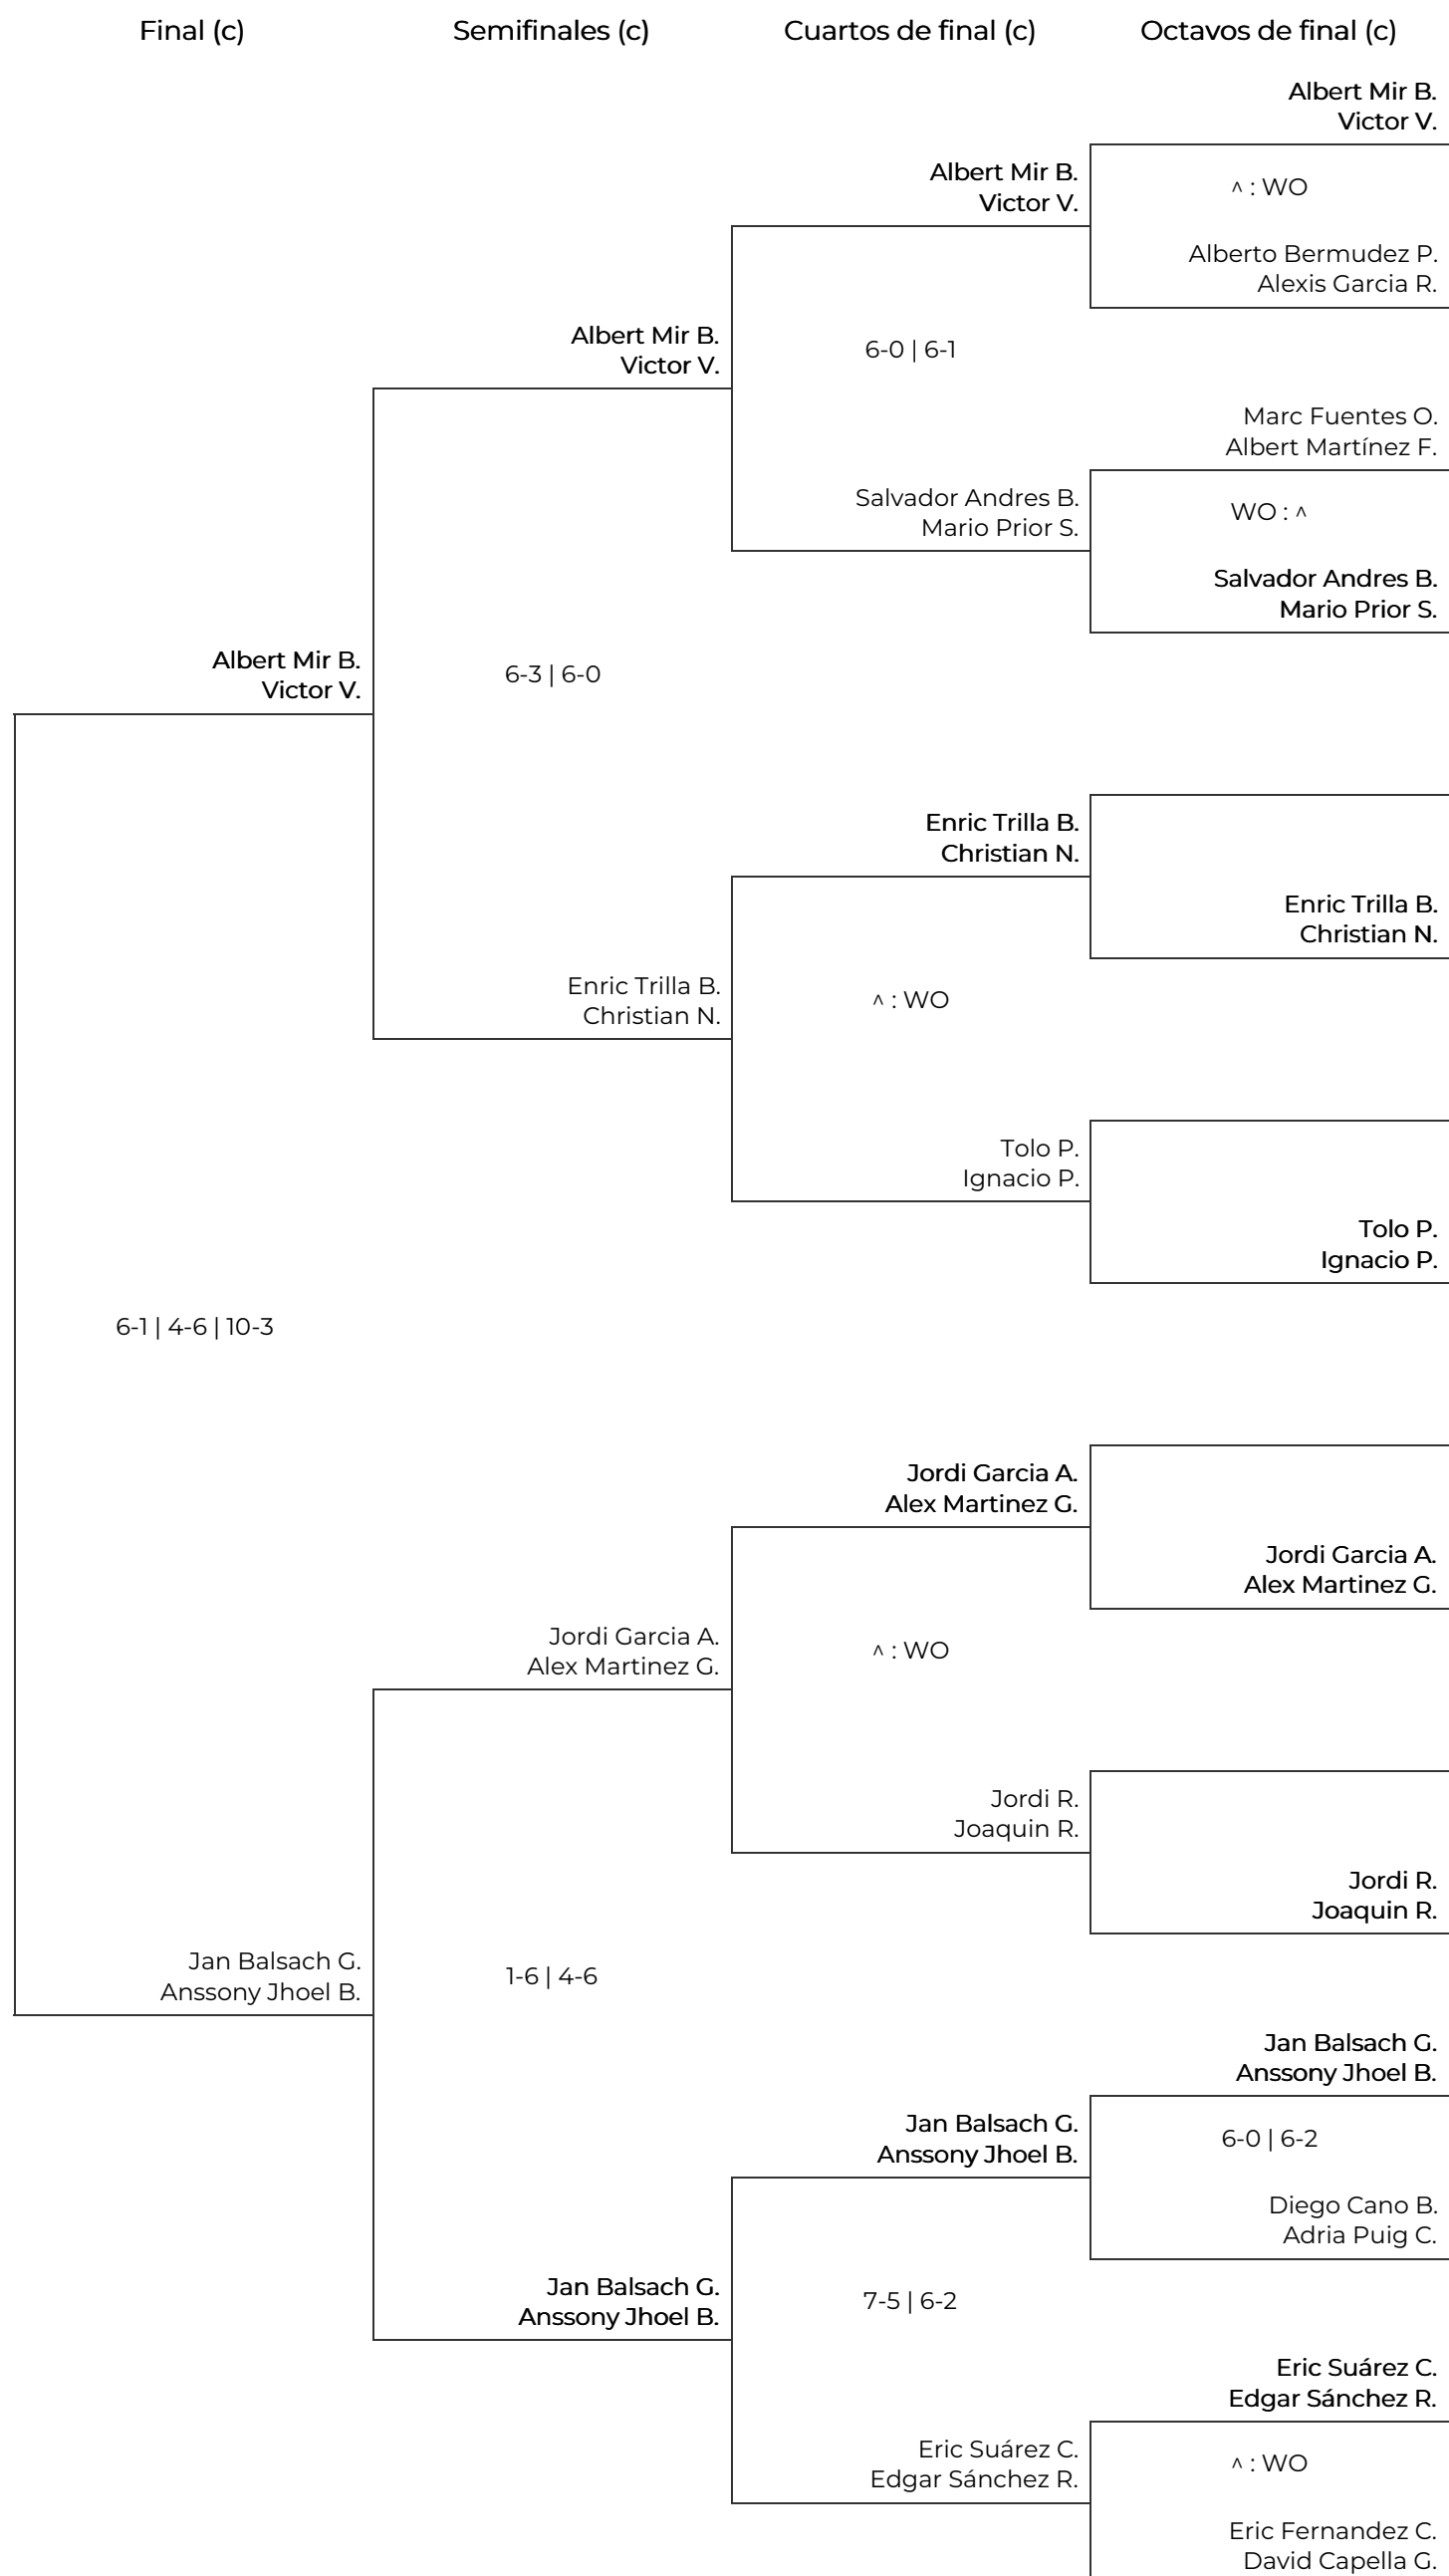 Final (c)
Semifinales (c)
Cuartos de final (c)
Octavos de final (c)
Albert Mir B.
Victor V.
Albert Mir B.
Victor V.
^ : WO
Alberto Bermudez P.
Alexis Garcia R.
Albert Mir B.
Victor V.
6-0 | 6-1
Marc Fuentes O.
Albert Martínez F.
Salvador Andres B.
Mario Prior S.
WO : ^
Salvador Andres B.
Mario Prior S.
Albert Mir B.
Victor V.
6-3 | 6-0
Enric Trilla B.
Christian N.
Enric Trilla B.
Christian N.
Enric Trilla B.
Christian N.
^ : WO
Tolo P.
Ignacio P.
Tolo P.
Ignacio P.
6-1 | 4-6 | 10-3
Jordi Garcia A.
Alex Martinez G.
Jordi Garcia A.
Alex Martinez G.
Jordi Garcia A.
Alex Martinez G.
^ : WO
Jordi R.
Joaquin R.
Jordi R.
Joaquin R.
Jan Balsach G.
Anssony Jhoel B.
1-6 | 4-6
Jan Balsach G.
Anssony Jhoel B.
Jan Balsach G.
Anssony Jhoel B.
6-0 | 6-2
Diego Cano B.
Adria Puig C.
Jan Balsach G.
Anssony Jhoel B.
7-5 | 6-2
Eric Suárez C.
Edgar Sánchez R.
Eric Suárez C.
Edgar Sánchez R.
^ : WO
Eric Fernandez C.
David Capella G.